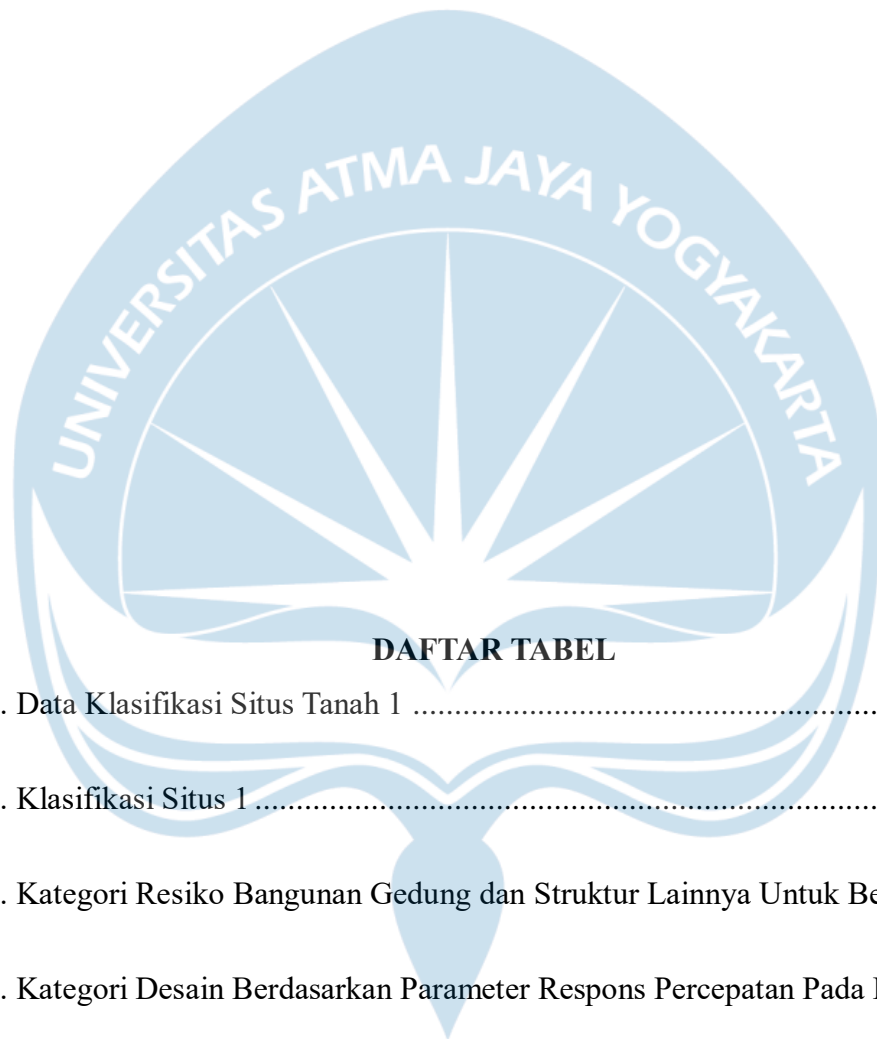 UNIVERSITAS ATMA JAYA YOGYAKARTA
DAFTAR TABEL
. Data Klasifikasi Situs Tanah 1 ..........................................................
. Klasifikasi Situs 1 ...............................................................................
. Kategori Resiko Bangunan Gedung dan Struktur Lainnya Untuk Be
. Kategori Desain Berdasarkan Parameter Respons Percepatan Pada